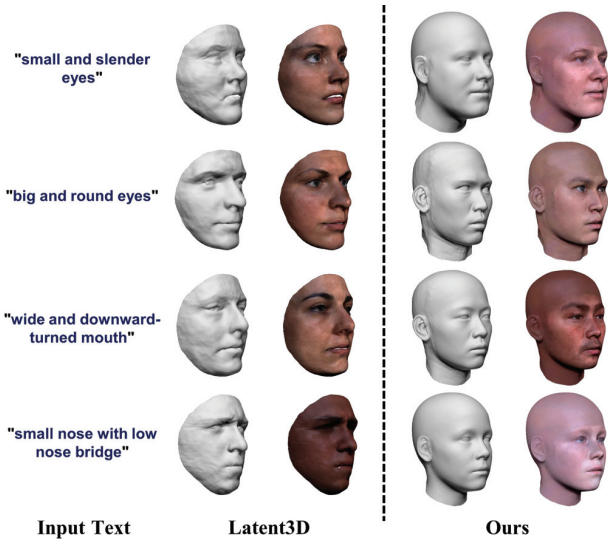 "small and slender
eyes"
"big and round eyes"
"wide and downward-
turned mouth"
"small nose with low
nose bridge"
Input Text
Latent3D
Ours